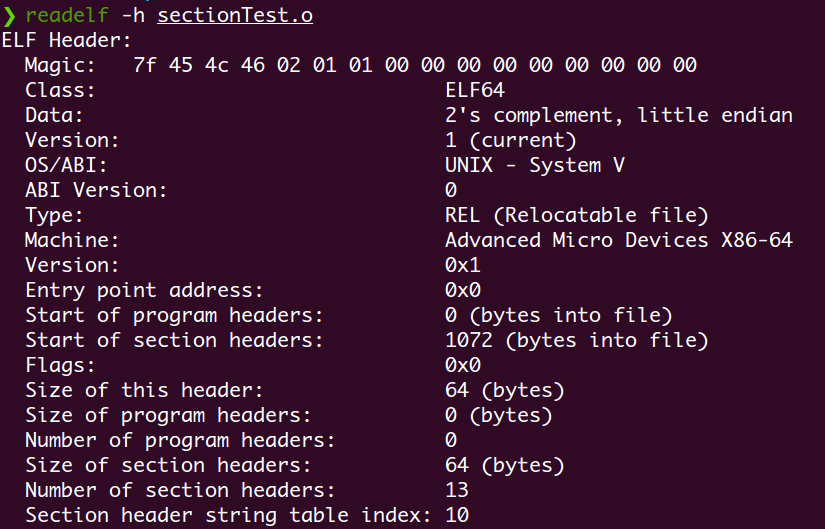 ❯ readelf -h sectionTest.o
ELF Header:
  Magic:   7f 45 4c 46 02 01 01 00 00 00 00 00 00 00 00 00
  Class:                             ELF64
  Data:                              2's complement, little endian
  Version:                           1 (current)
  OS/ABI:                            UNIX - System V
  ABI Version:                       0
  Type:                              REL (Relocatable file)
  Machine:                           Advanced Micro Devices X86-64
  Version:                           0x1
  Entry point address:               0x0
  Start of program headers:          0 (bytes into file)
  Start of section headers:          1072 (bytes into file)
  Flags:                             0x0
  Size of this header:               64 (bytes)
  Size of program headers:           0 (bytes)
  Number of program headers:         0
  Size of section headers:           64 (bytes)
  Number of section headers:         13
  Section header string table index: 10